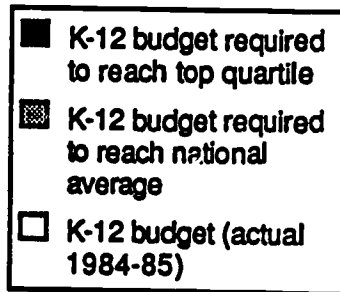 K-12 budget required
to reach top quartile
K-12 budget required
to reach national
average
K-12 budget (actual
1984-85)